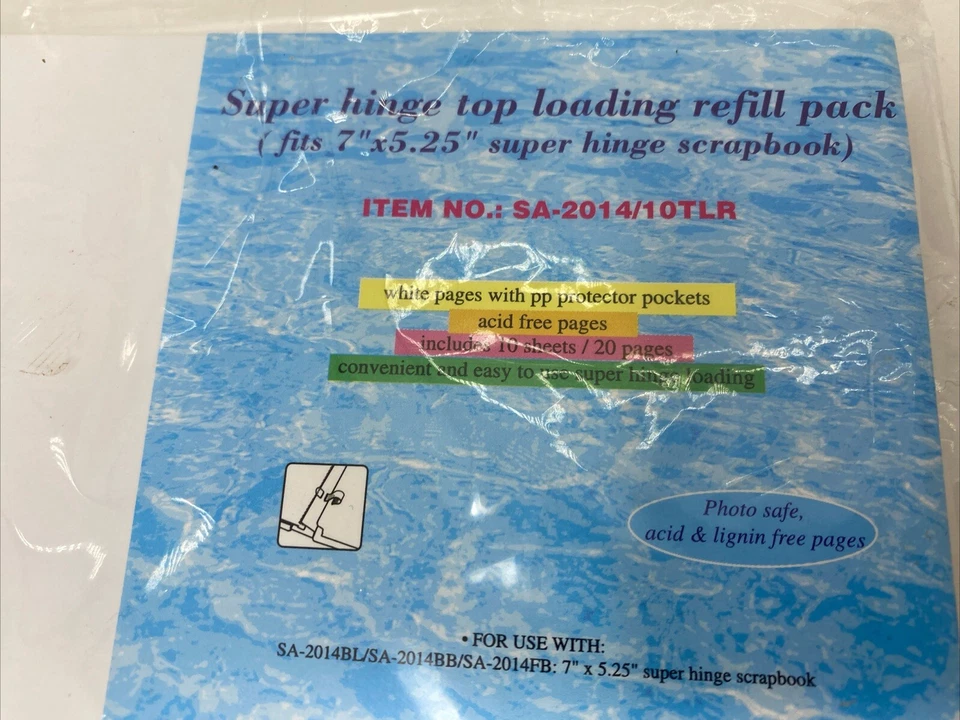 Super hinge top loading refill pack
( fits 7"x5.25" super hinge scrapbook)
ITEM NO.: SA-2014/10TLR
white pages with pp protector pockets
acid free pages
includes 10 sheets / 20 pages
convenient and easy to use super hinge loading
Photo safe,
acid & lignin free pages
• FOR USE WITH:
SA-2014BL/SA-2014BB/SA-2014FB: 7" x 5.25" super hinge scrapbook